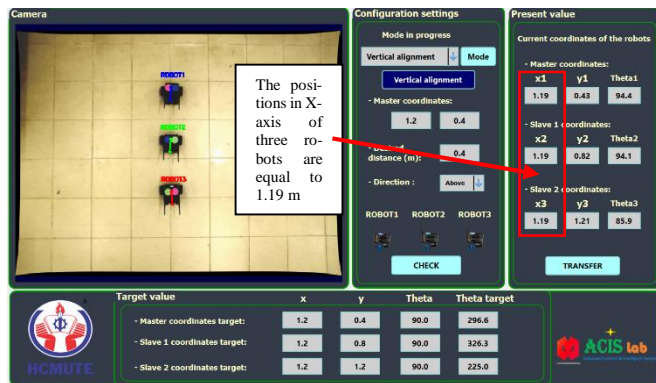 Camera
ROBOT1
ROBOT2
ROBOT3
The posi-
tions in X-
axis of
three ro-
bots are
equal to
1.19 m
Configuration settings
Mode in progress
Vertical alignment
Mode
Vertical alignment
- Master coordinates:
1.2 0.4
- Desired
distance (m):
0.4
- Direction :
Above
ROBOT1 ROBOT2 ROBOT3
CHECK
Present value
Current coordinates of the robots
- Master coordinates:
x1 y1 Theta1
1.19 0.43 94.4
- Slave 1 coordinates:
x2 y2 Theta2
1.19 0.82 94.1
- Slave 2 coordinates:
x3 y3 Theta3
1.19 1.21 85.9
TRANSFER
HCMUTE
Target value x y Theta Theta target
- Master coordinates target: 1.2 0.4 90.0 296.6
- Slave 1 coordinates target: 1.2 0.8 90.0 326.3
- Slave 2 coordinates target: 1.2 1.2 90.0 225.0
ACIS lab